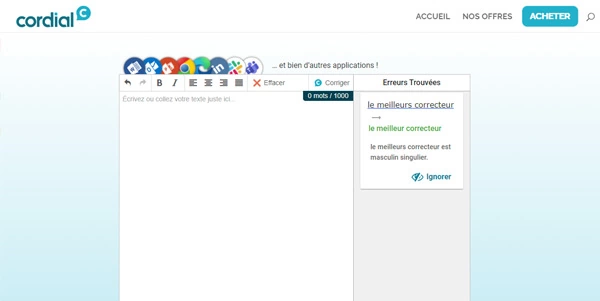 cordial
ACCUEIL
NOS OFFRES
ACHETER
... et bien d'autres applications !
B
I
Effacer
Corriger
Erreurs Trouvées
Écrivez ou collez votre texte juste ici...
0 mots / 1000
le meilleurs correcteur
→
le meilleur correcteur
le meilleurs correcteur est
masculin singulier.
Ignorer